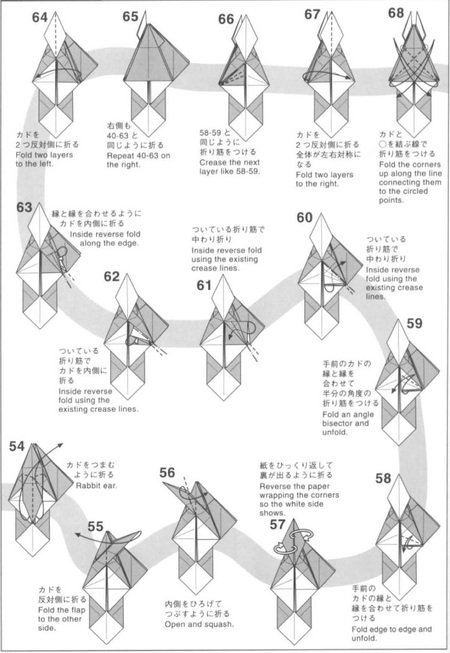 64
カドを
2つ反対側に折る
Fold two layers
to the left.
65
右側も
40-63と
同じように折る
Repeat 40-63 on
the right.
66
58-59と
同じように
折り筋をつける
Crease the next
layer like 58-59.
67
カドを
2つ反対側に折る
全体が左右対称に
なる
Fold two layers
to the right.
68
カドと
○を結ぶ線で
折り筋をつける
Fold the corners
up along the line
connecting them
to the circled
points.
63
縁と縁を合わせるように
カドを内側に折る
Inside reverse fold
along the edge.
62
ついている
折り筋で
カドを内側に
折る
Inside reverse
fold using the
existing crease lines.
61
ついている折り筋で
中わり折り
Inside reverse fold
using the existing
crease lines.
60
ついている
折り筋で
中わり折り
Inside reverse
fold using the
existing crease
lines.
59
手前のカドの
縁と縁を
合わせて
半分の角度の
折り筋をつける
Fold an angle
bisector and
unfold.
54
カドをつまむ
ように折る
Rabbit ear.
55
カドを
反対側に折る
Fold the flap
to the other
side.
56
内側をひろげて
つぶすように折る
Open and squash.
57
紙をひっくり返して
裏が出るように折る
Reverse the paper
wrapping the corners
so the white side
shows.
58
手前の
カドの縁と
縁を合わせて折り筋を
つける
Fold edge to edge and
unfold.